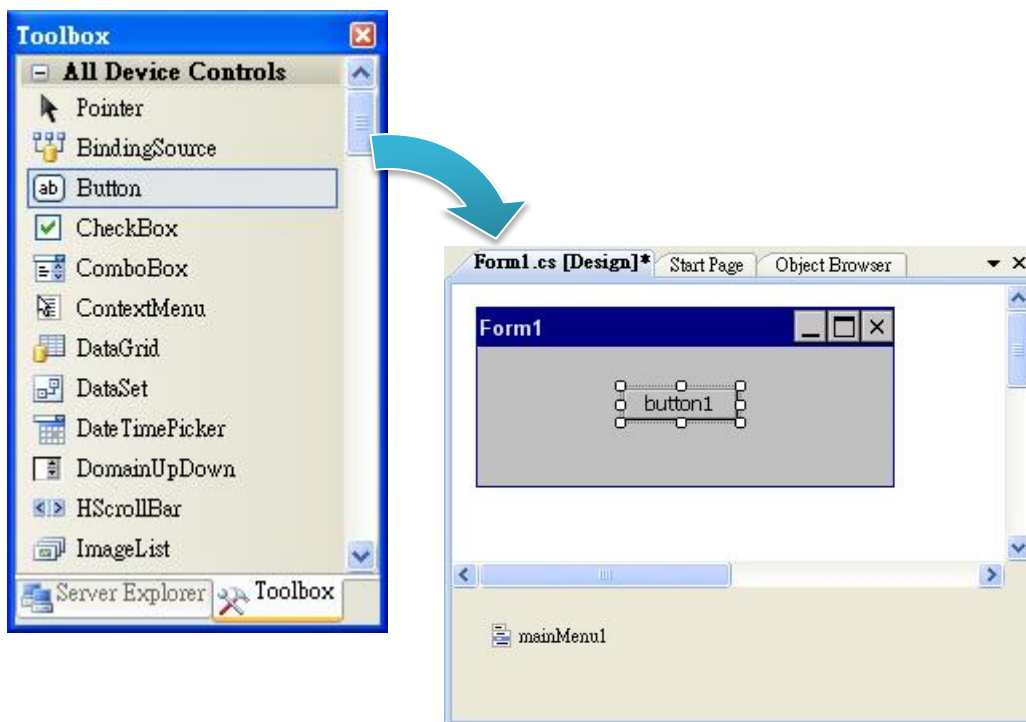 Toolbox
All Device Controls
Pointer
BindingSource
ab Button
CheckBox
ComboBox
ContextMenu
DataGrid
DataSet
DateTimePicker
DomainUpDown
HScrollBar
ImageList
Server Explorer Toolbox
Form1.cs [Design]* Start Page Object Browser
Form1
button1
mainMenu1